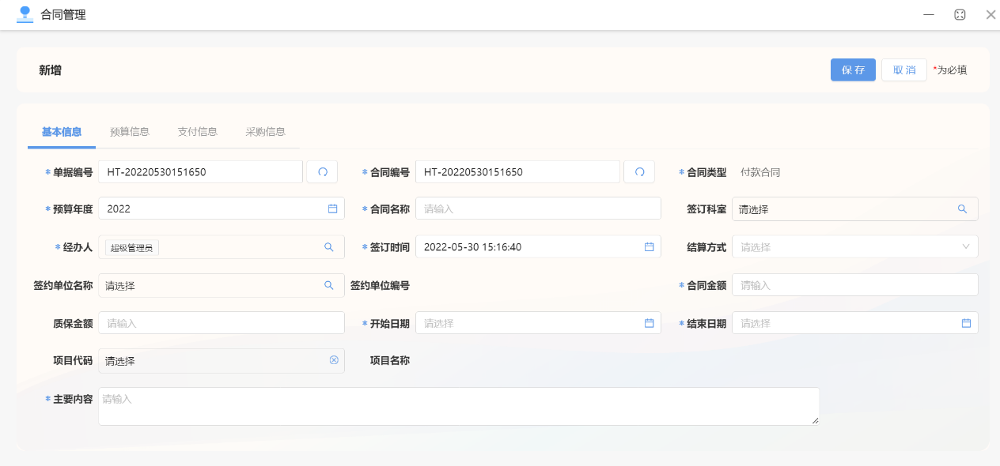 合同管理
新增
保 存 取 消 *为必填
基本信息 预算信息 支付信息 采购信息
* 单据编号 HT-20220530151650 * 合同编号 HT-20220530151650 * 合同类型 付款合同
* 预算年度 2022 * 合同名称 请输入 签订科室 请选择
* 经办人 超级管理员 * 签订时间 2022-05-30 15:16:40 结算方式 请选择
签约单位名称 请选择 签约单位编号 * 合同金额 请输入
质保金额 请输入 * 开始日期 请选择 * 结束日期 请选择
项目代码 请选择 项目名称
* 主要内容 请输入